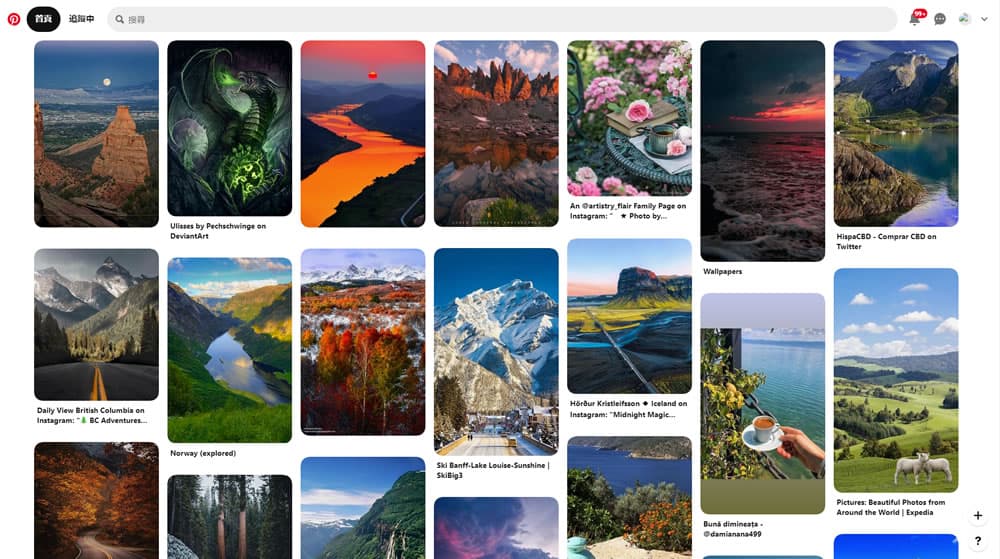 首頁
追蹤中
搜尋
99+
Ulisses by Pechschwinge on
DeviantArt
An @artistry_flair Family Page on
Instagram: “ ★ Photo by...
Wallpapers
HispaCBD - Comprar CBD on
Twitter
Daily View British Columbia on
Instagram: “🌲 BC Adventures...
Norway (explored)
Ski Banff-Lake Louise-Sunshine |
SkiBig3
Hörður Kristleifsson ◆ Iceland on
Instagram: “Midnight Magic...
Bună dimineața -
@damianana499
Pictures: Beautiful Photos from
Around the World | Expedia
+
?